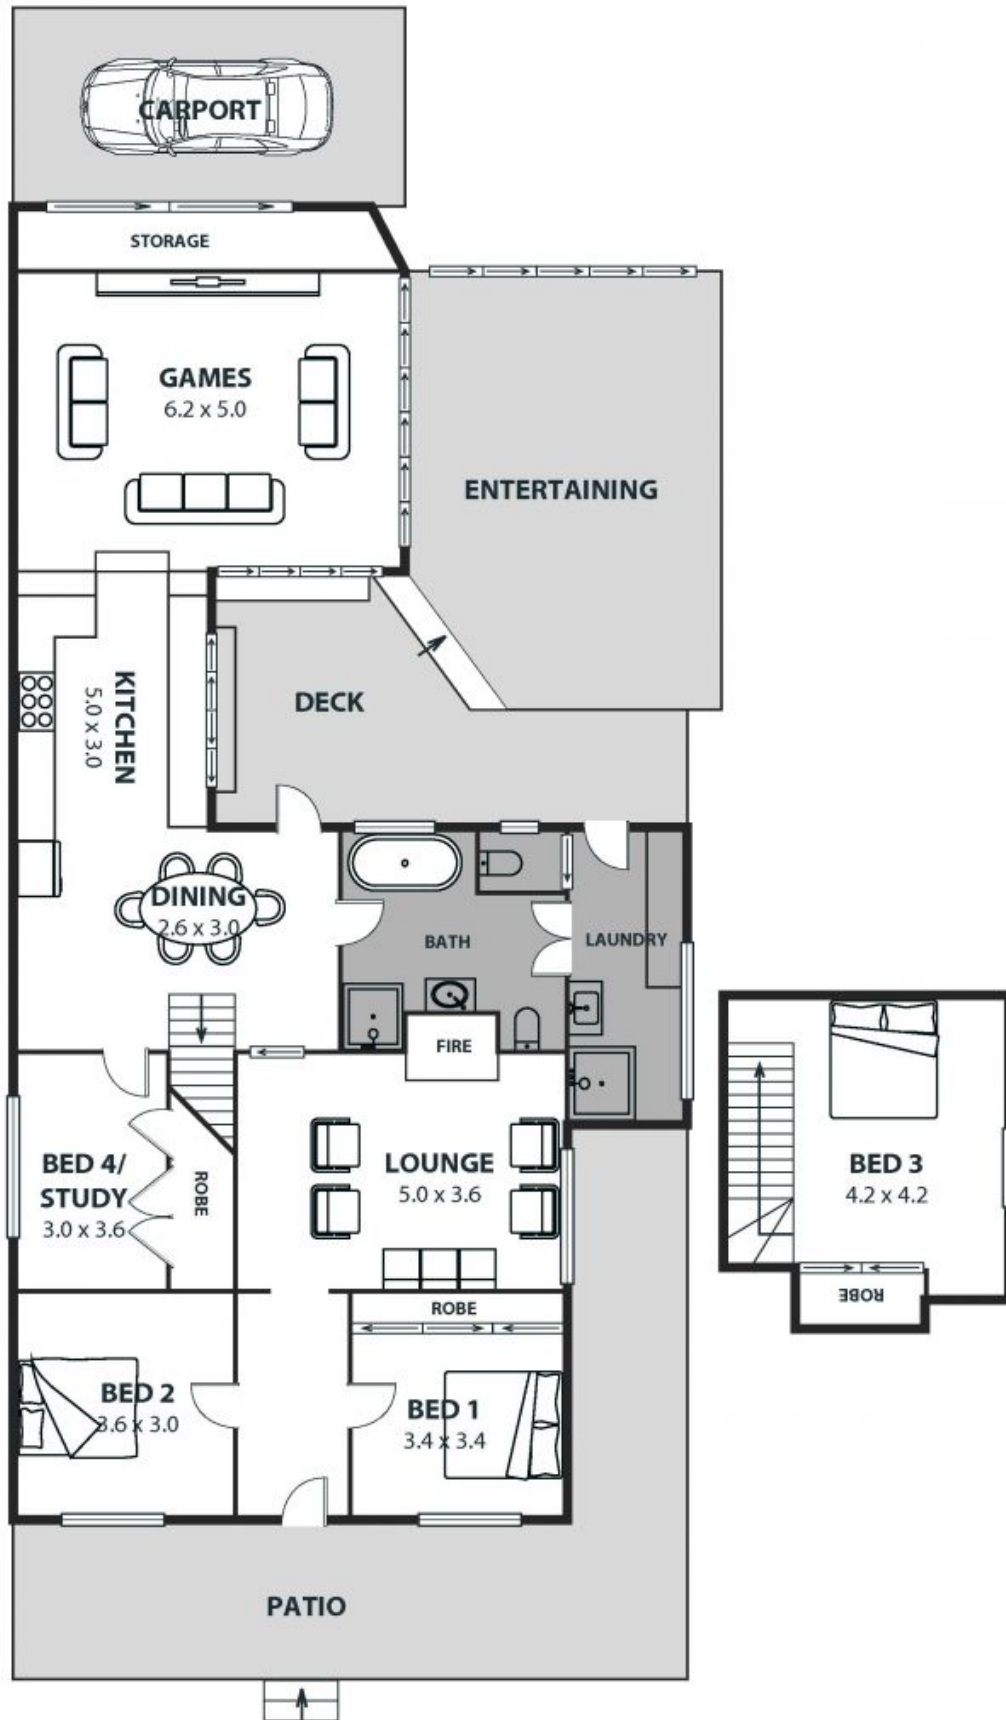 CARPORT
STORAGE
GAMES
6.2 x 5.0
ENTERTAINING
DECK
KITCHEN
5.0 x 3.0
DINING
2.6 x 3.0
BATH
LAUNDRY
FIRE
BED 4/
STUDY
3.0 x 3.6
ROBE
LOUNGE
5.0 x 3.6
BED 3
4.2 x 4.2
ROBE
ROBE
BED 2
3.6 x 3.0
BED 1
3.4 x 3.4
PATIO